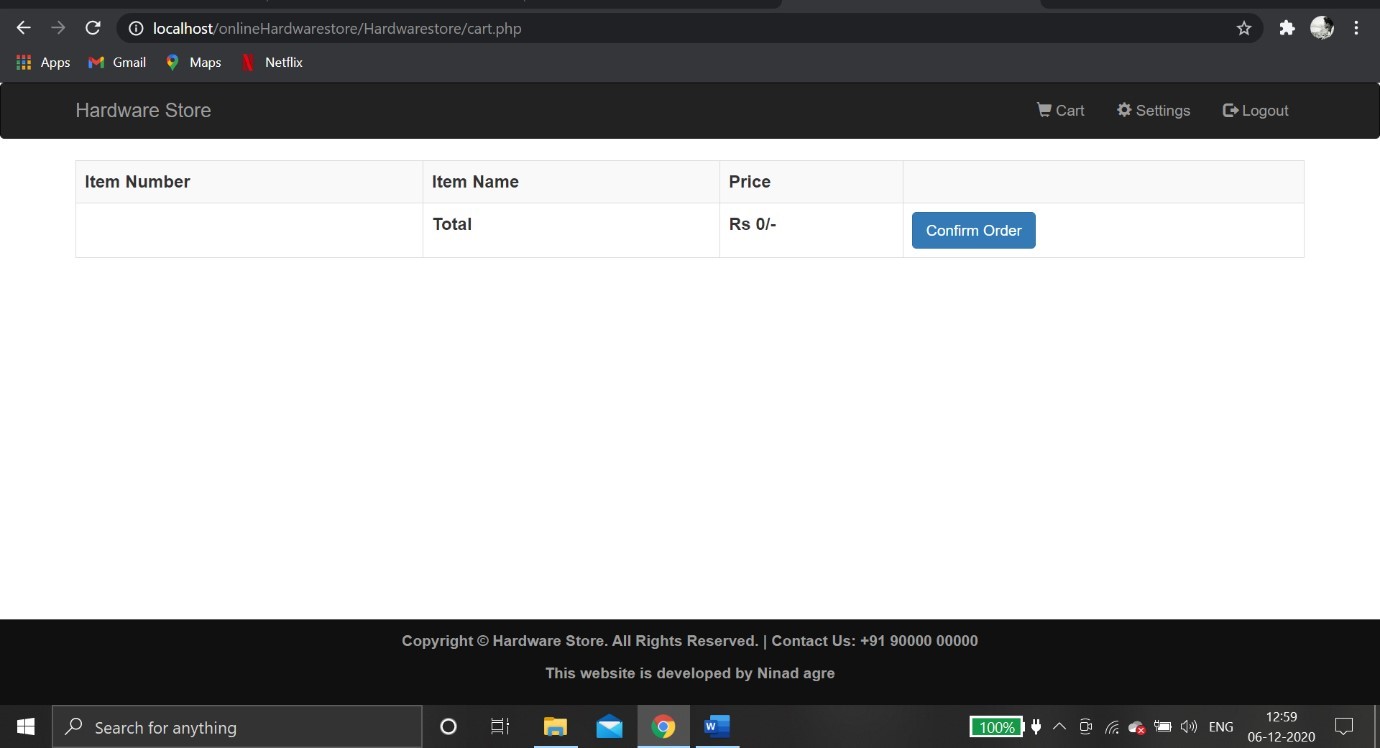 localhost/onlineHardwarestore/Hardwarestore/cart.php
Apps Gmail Maps Netflix
Hardware Store Cart Settings Logout
Item Number Item Name Price
Total Rs 0/- Confirm Order
Copyright © Hardware Store. All Rights Reserved. | Contact Us: +91 90000 00000
This website is developed by Ninad agre
Search for anything W 100% ENG 12:59
06-12-2020